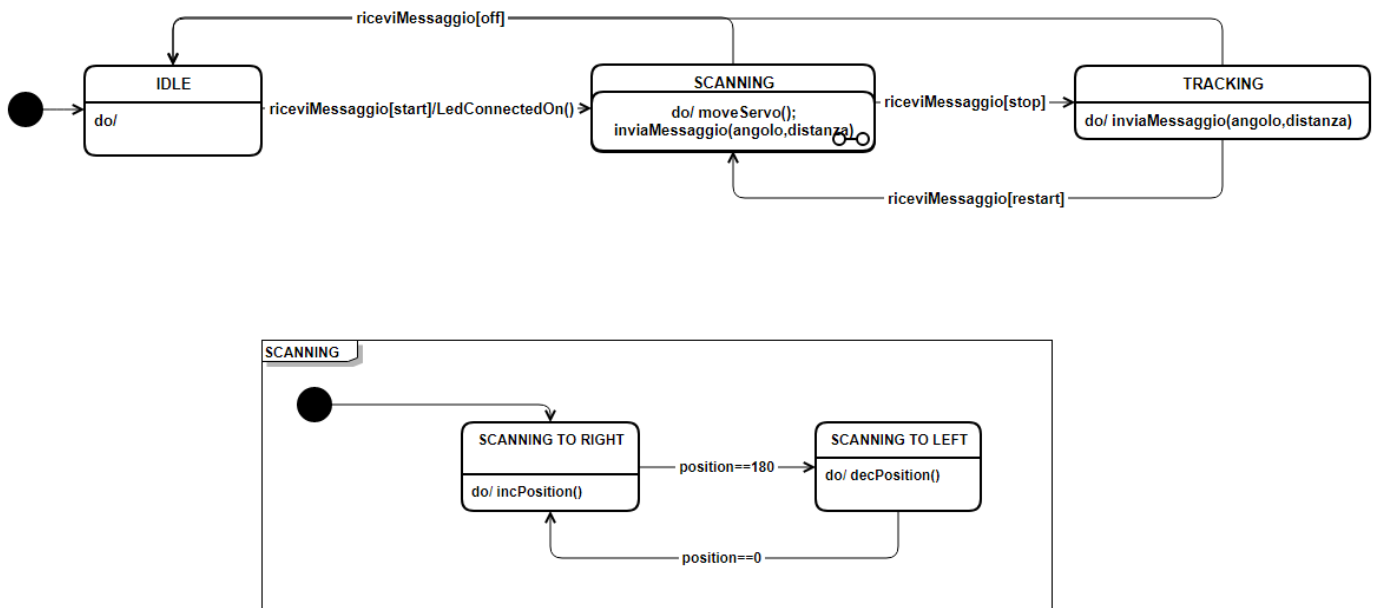 riceviMessaggio[off]
IDLE
do/
riceviMessaggio[start]/LedConnectedOn()
SCANNING
do/ moveServo();
inviaMessaggio(angolo,distanza)
riceviMessaggio[stop]
TRACKING
do/ inviaMessaggio(angolo,distanza)
riceviMessaggio[restart]
SCANNING
SCANNING TO RIGHT
do/ incPosition()
position==180
SCANNING TO LEFT
do/ decPosition()
position==0